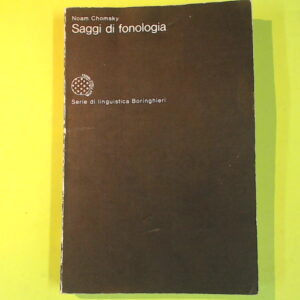 Noam Chomsky
Saggi di fonologia
Serie di linguistica Boringhieri